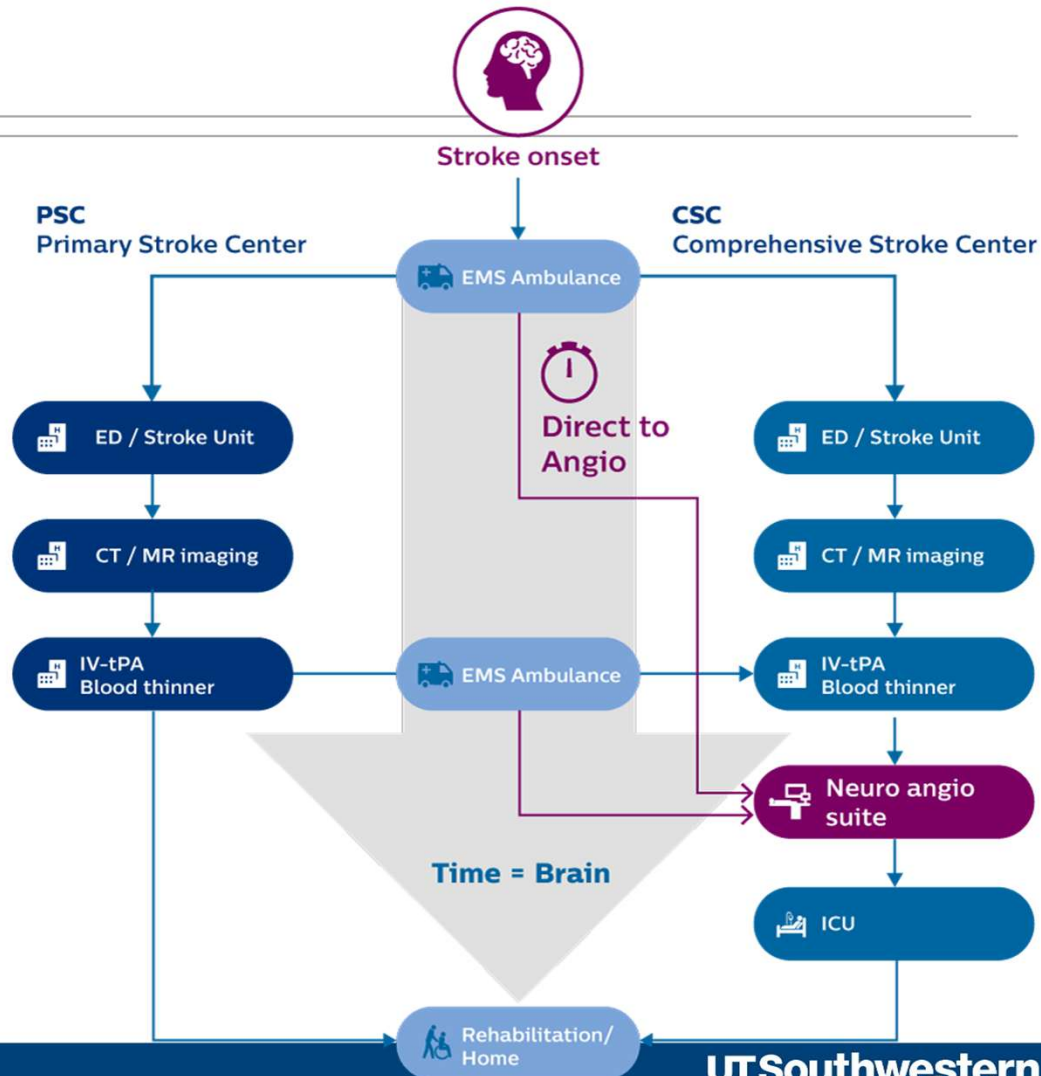 Stroke onset
PSC
Primary Stroke Center
CSC
Comprehensive Stroke Center
EMS Ambulance
Direct to
Angio
ED / Stroke Unit
ED / Stroke Unit
CT / MR imaging
CT / MR imaging
IV-tPA
Blood thinner
EMS Ambulance
IV-tPA
Blood thinner
Neuro angio
suite
Time = Brain
ICU
Rehabilitation/
Home
UTSouthwestern